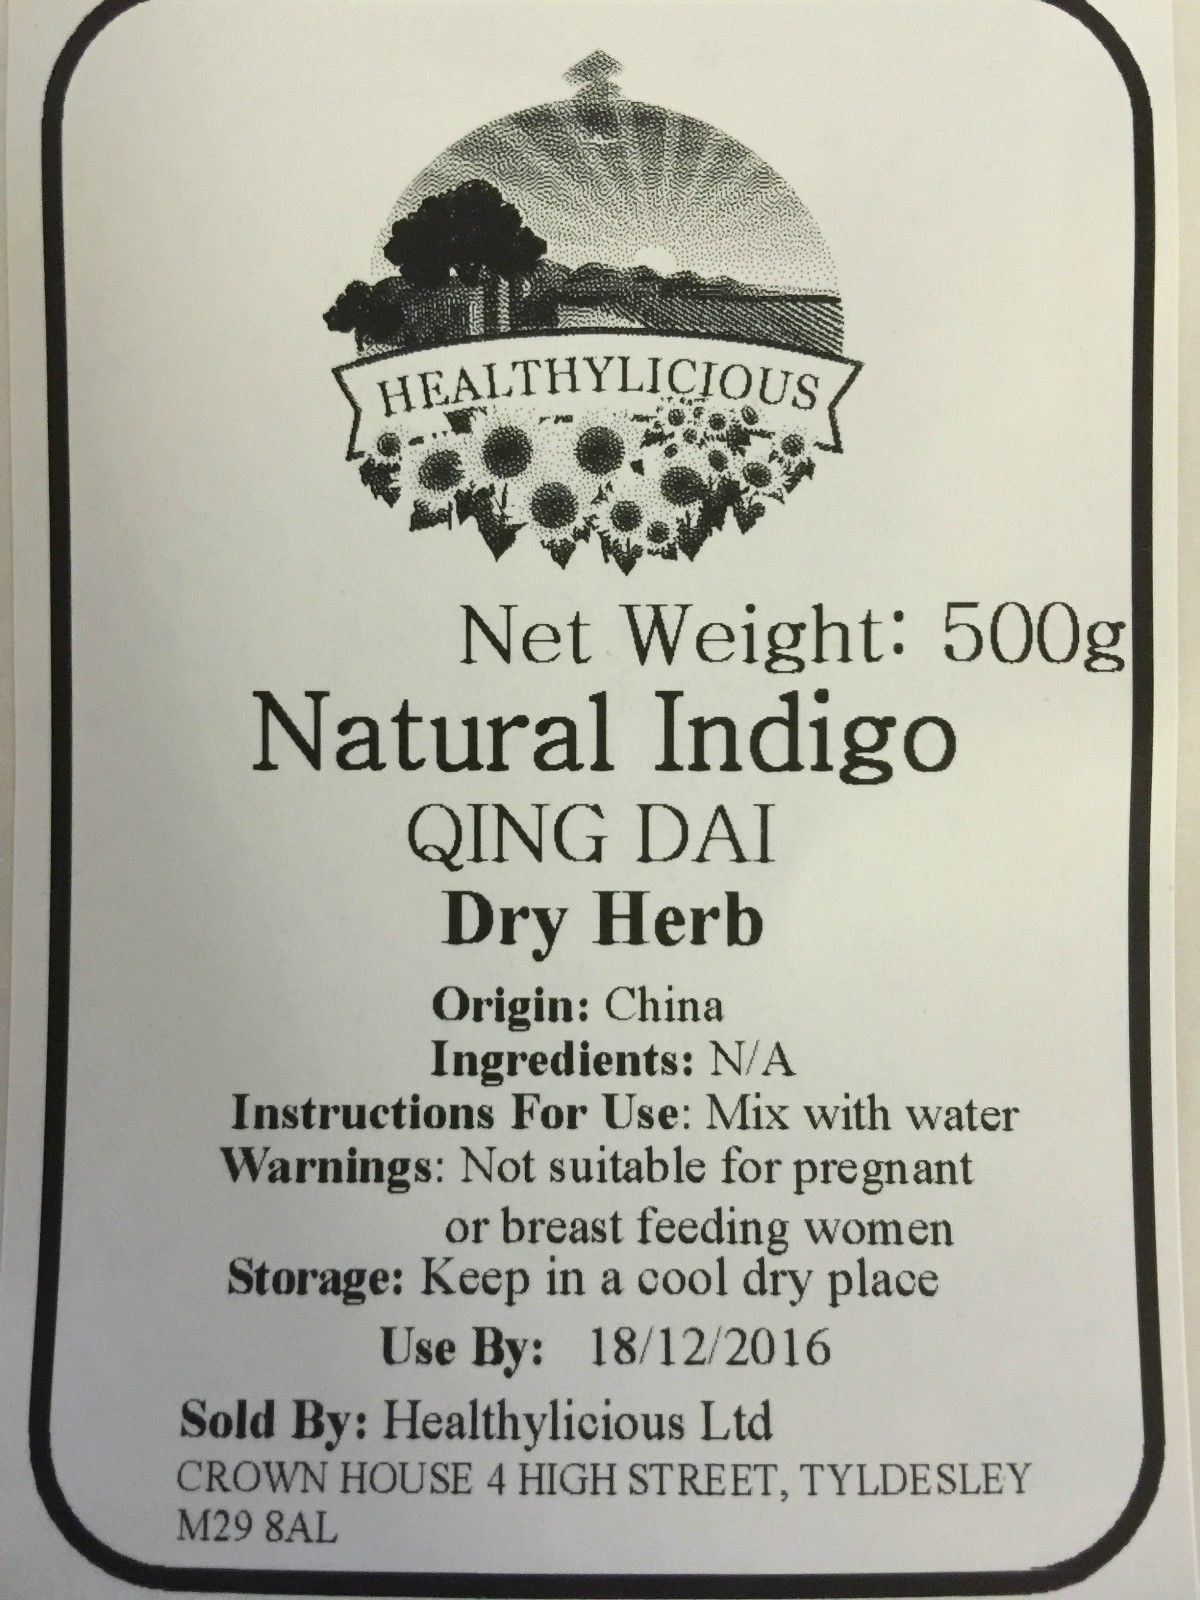 HEALTHYLICIOUS
Net Weight: 500g
Natural Indigo
QING DAI
Dry Herb
Origin: China
Ingredients: N/A
Instructions For Use: Mix with water
Warnings: Not suitable for pregnant
or breast feeding women
Storage: Keep in a cool dry place
Use By: 18/12/2016
Sold By: Healthylicious Ltd
CROWN HOUSE 4 HIGH STREET, TYLDESLEY
M29 8AL